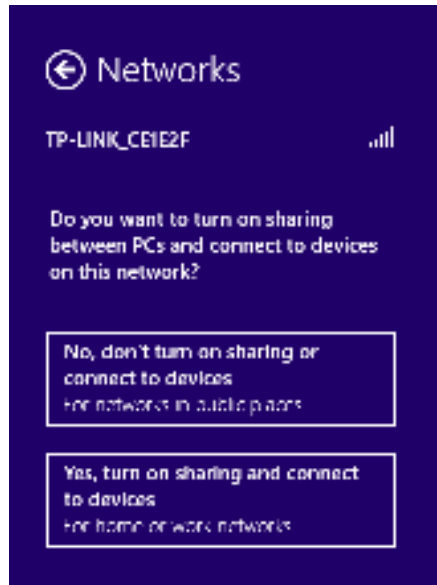 Networks
TP-LINK_CE1E2F
Do you want to turn on sharing
between PCs and connect to devices
on this network?
No, don't turn on sharing or
connect to devices
For networks in public places
Yes, turn on sharing and connect
to devices
For home or work networks